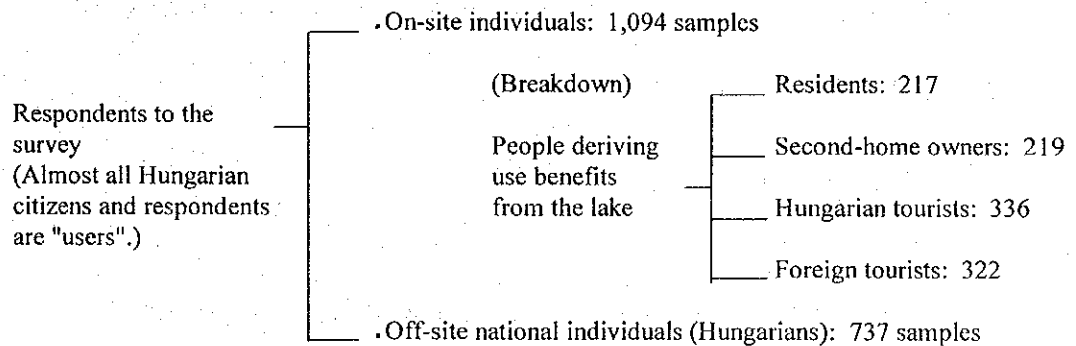 .On-site individuals: 1,094 samples
(Breakdown)
Residents: 217
Respondents to the
survey
(Almost all Hungarian
citizens and respondents
are "users".)
People deriving
use benefits
from the lake
Second-home owners: 219
Hungarian tourists: 336
Foreign tourists: 322
.Off-site national individuals (Hungarians): 737 samples